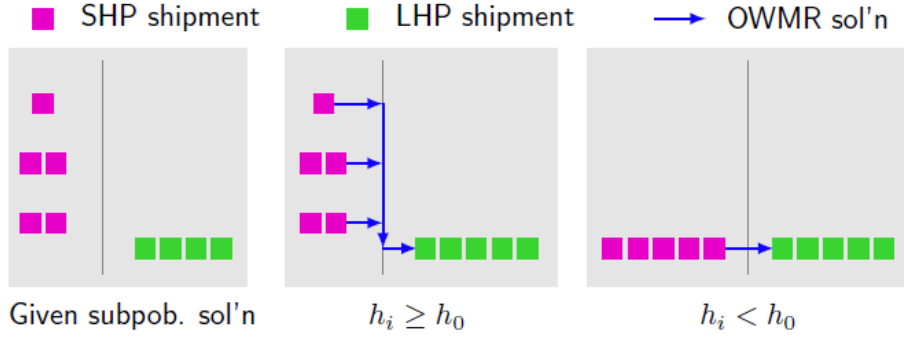 SHP shipment LHP shipment OWMR sol'n
Given subpob. sol'n h_i ≥ h_0 h_i < h_0